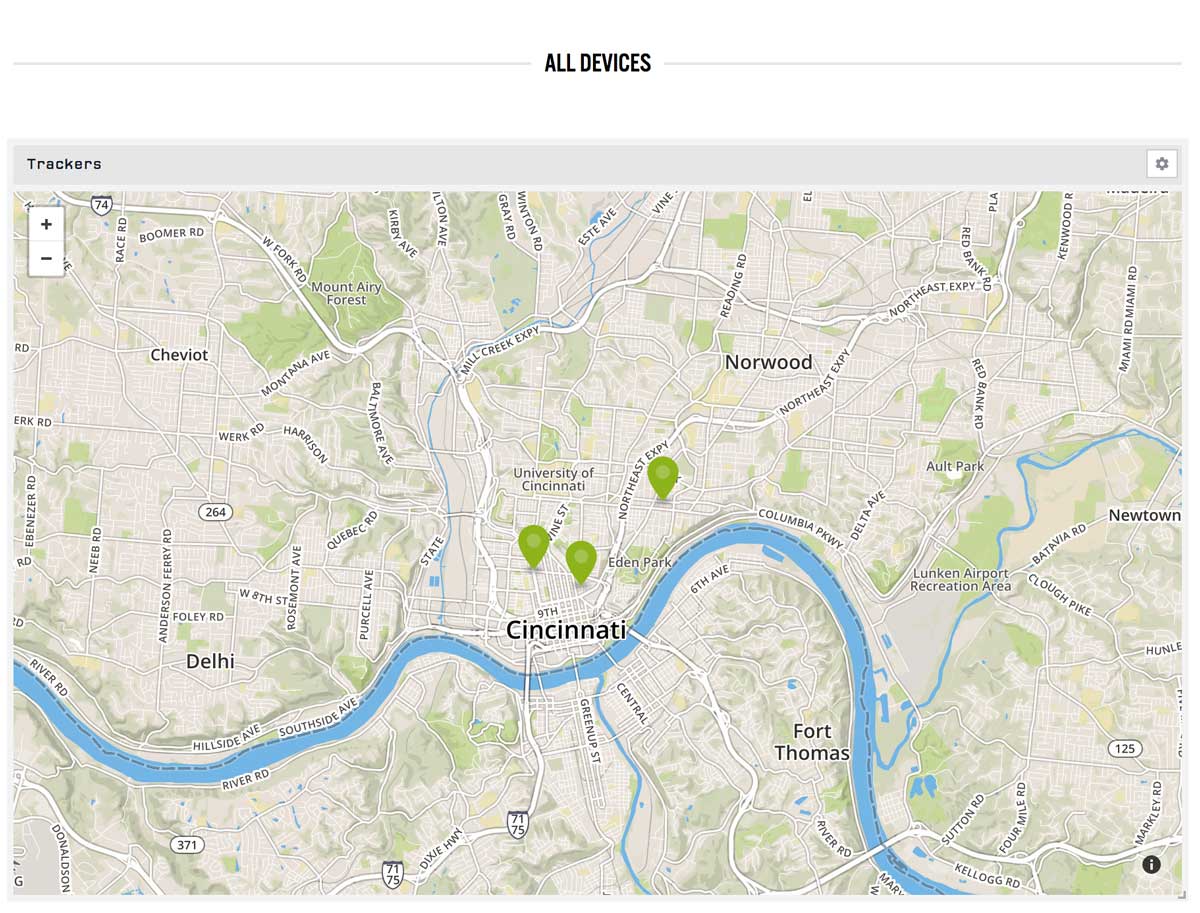 ALL DEVICES
Trackers
+
−
74
RACE RD
BOOMER RD
W FORK RD
KIRBY AVE
GRAY RD
WINTON RD
ESTE AVE
VINE
READING RD
RED BANK RD
KENWOOD R
NORTHEAST EXPY
MIAMI RD
MIAMI RD
Mount Airy
Forest
Cheviot
MONTANA AVE
MILL CREEK EXPY
Norwood
NORTHEAST EXPY
RED BANK RD
RD
ERK RD
WERK RD
HARRISON
BALTIMORE AVE
University of
Cincinnati
NORTHEAST EXPY
Ault Park
EBENEZER RD
264
NEEB RD
QUEBEC RD
STATE
VINE ST
COLUMBIA PKWY
DELTA AVE
Newtown
BATAVIA RD
RD
ANDERSON FERRY RD
ROSEMONT AVE
PURCELL AVE
Eden Park
6TH AVE
Lunken Airport
Recreation Area
CLOUGH PIKE
W 8TH ST
FOLEY RD
9TH
Cincinnati
Delhi
HUNLE
RIVER RD
HILLSIDE AVE
SOUTHSIDE AVE
CENTRAL
GREENUP ST
Fort
Thomas
125
RIVER RD
71
75
371
DIXIE HWY
71
75
DONALDSON
G
RIVER RD
SUTTON RD
FOUR MILE RD
MARKLEY RD
KELLOGG RD